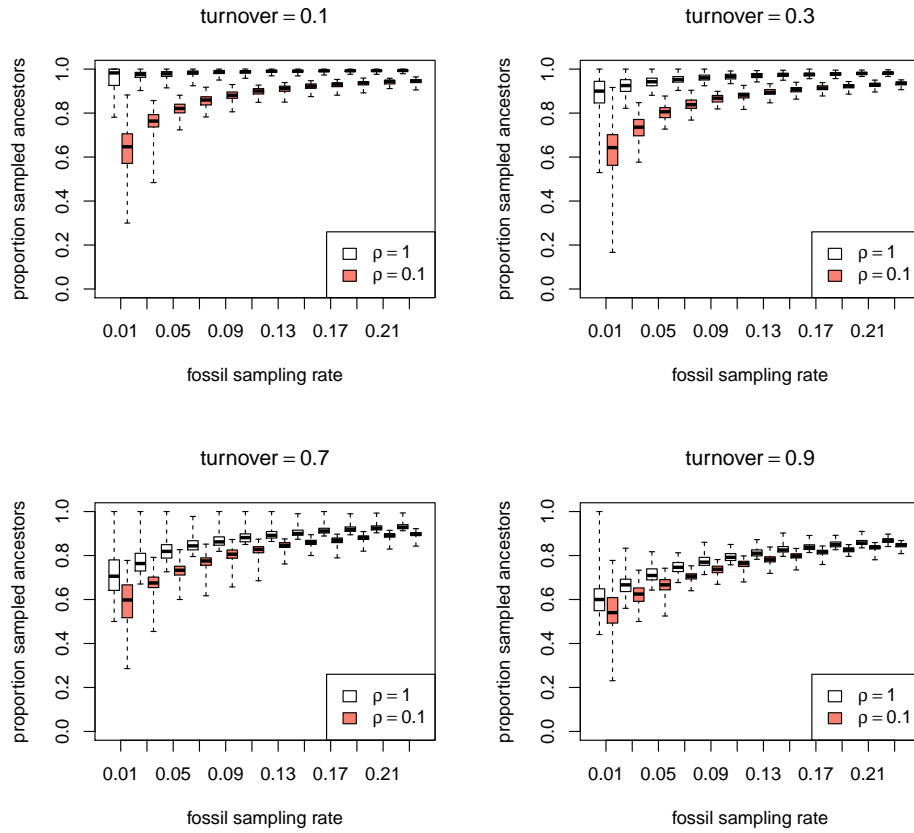 turnover = 0.1
proportion sampled ancestors
1.0
0.8
0.6
0.4
0.2
0.0
ρ = 1
ρ = 0.1
0.01 0.05 0.09 0.13 0.17 0.21
fossil sampling rate
turnover = 0.3
proportion sampled ancestors
1.0
0.8
0.6
0.4
0.2
0.0
ρ = 1
ρ = 0.1
0.01 0.05 0.09 0.13 0.17 0.21
fossil sampling rate
turnover = 0.7
proportion sampled ancestors
1.0
0.8
0.6
0.4
0.2
0.0
ρ = 1
ρ = 0.1
0.01 0.05 0.09 0.13 0.17 0.21
fossil sampling rate
turnover = 0.9
proportion sampled ancestors
1.0
0.8
0.6
0.4
0.2
0.0
ρ = 1
ρ = 0.1
0.01 0.05 0.09 0.13 0.17 0.21
fossil sampling rate